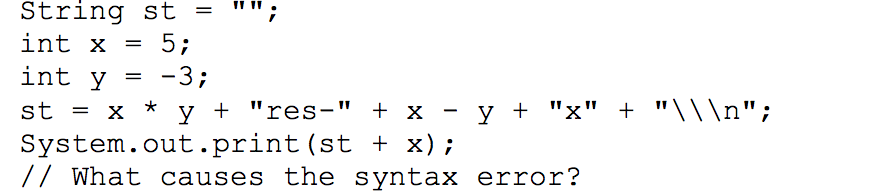 String st = "";
int x = 5;
int y = -3;
st = x * y + "res-" + x - y + "x" + "\\\n";
System.out.print(st + x);
// What causes the syntax error?